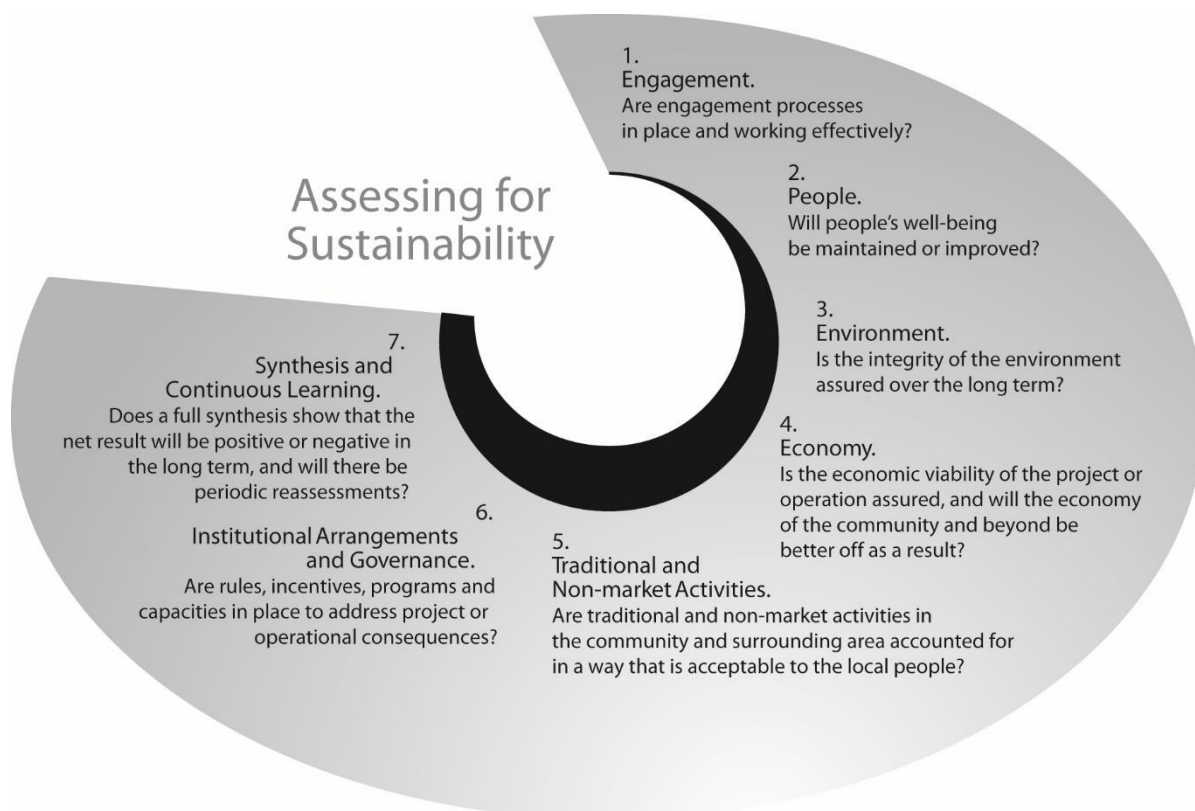 Assessing for
Sustainability
1.
Engagement.
Are engagement processes
in place and working effectively?
2.
People.
Will people's well-being
be maintained or improved?
3.
Environment.
Is the integrity of the environment
assured over the long term?
4.
Economy.
Is the economic viability of the project or
operation assured, and will the economy
of the community and beyond be
better off as a result?
5.
Traditional and
Non-market Activities.
Are traditional and non-market activities in
the community and surrounding area accounted for
in a way that is acceptable to the local people?
6.
Institutional Arrangements
and Governance.
Are rules, incentives, programs and
capacities in place to address project or
operational consequences?
7.
Synthesis and
Continuous Learning.
Does a full synthesis show that the
net result will be positive or negative in
the long term, and will there be
periodic reassessments?